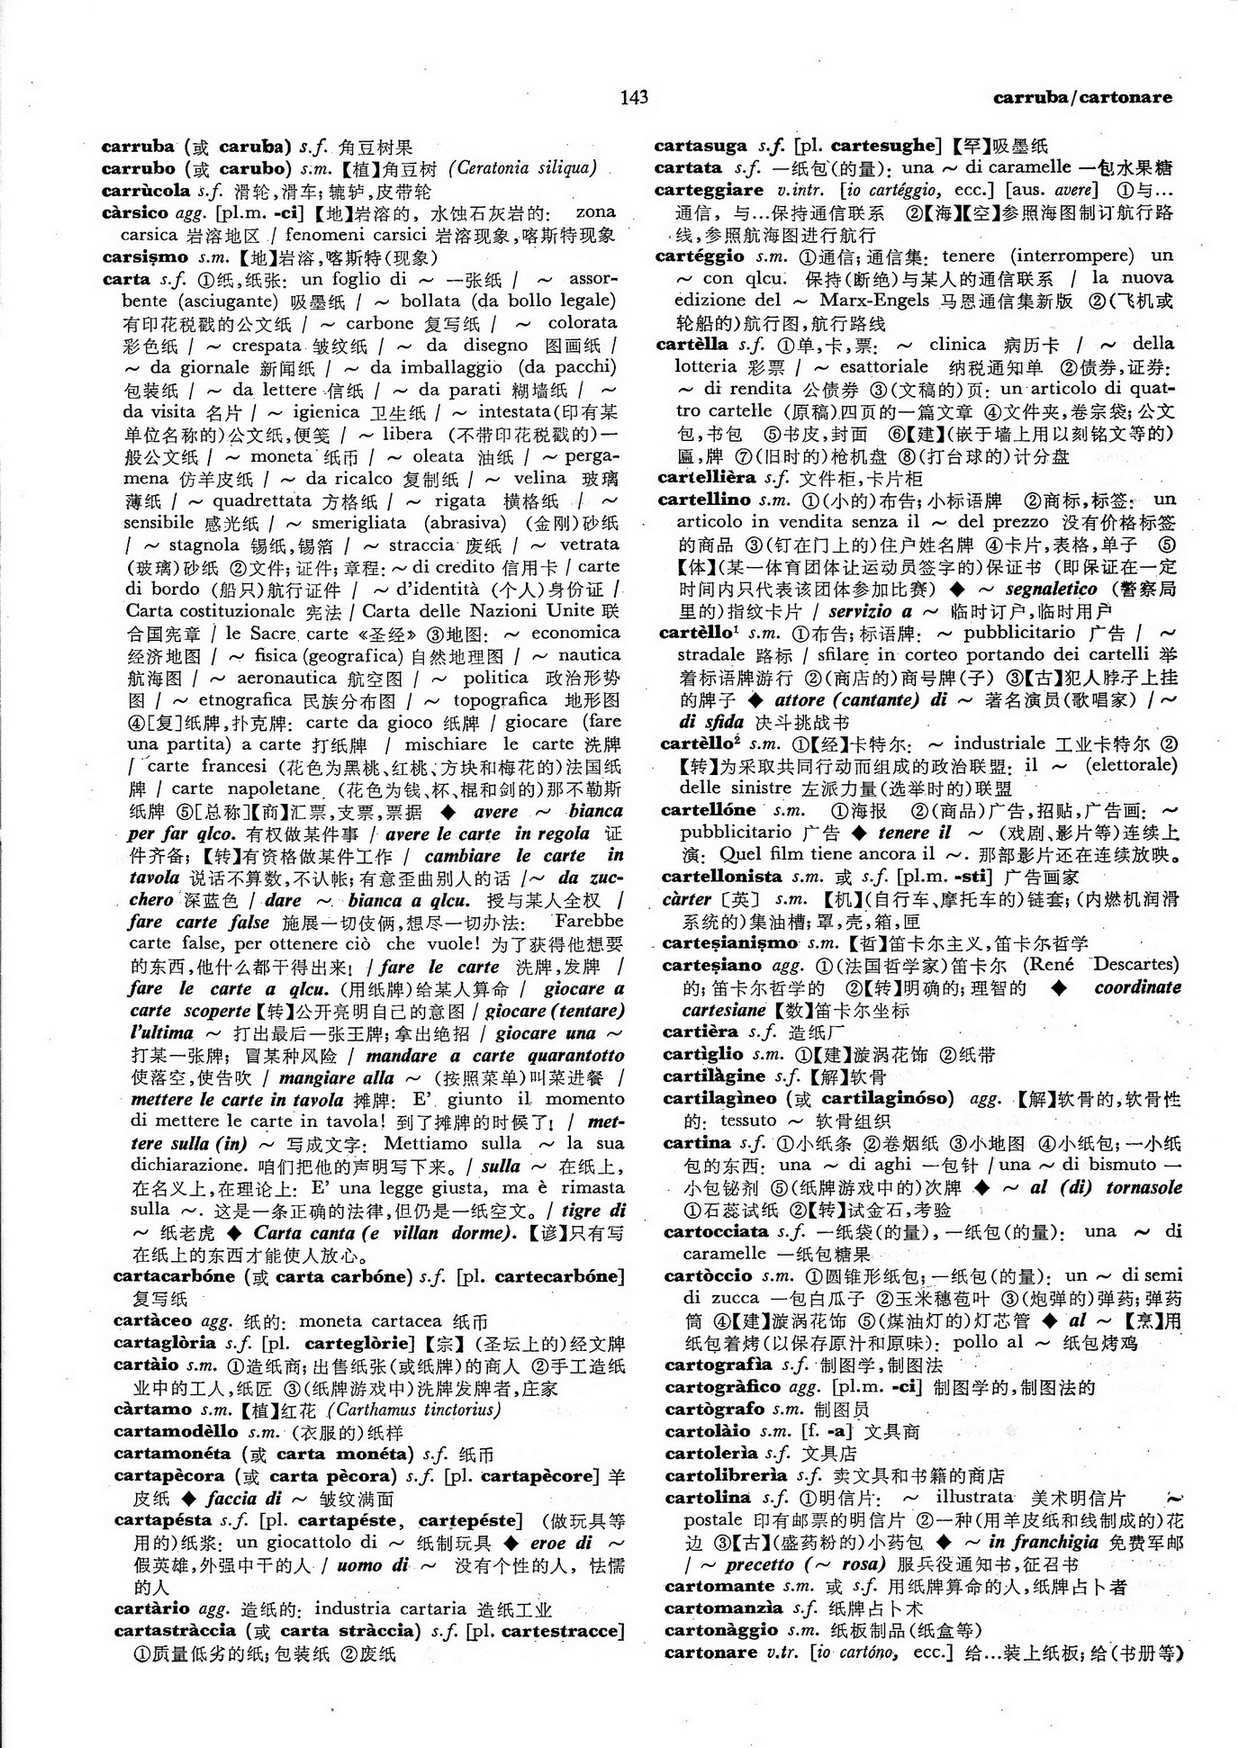 143
carruba/cartonare
carruba (或 caruba) s.f. 角豆树果
carrubo (或 carubo) s.m.【植】角豆树 (Ceratonia siliqua)
carrùcola s.f. 滑轮,滑车; 辘轳,皮带轮
càrsico agg. [pl.m. -ci]【地】岩溶的, 水蚀石灰岩的: zona
carsica 岩溶地区 / fenomeni carsici 岩溶现象,喀斯特现象
carsiṣmo s.m.【地】岩溶,喀斯特(现象)
carta s.f. ①纸,纸张: un foglio di ～ 一张纸 / ～ assor-
bente (asciugante) 吸墨纸 / ～ bollata (da bollo legale)
有印花税戳的公文纸 / ～ carbone 复写纸 / ～ colorata
彩色纸 / ～ crespata 皱纹纸 / ～ da disegno 图画纸 /
～ da giornale 新闻纸 / ～ da imballaggio (da pacchi)
包装纸 / ～ da lettere 信纸 / ～ da parati 糊墙纸 / ～
da visita 名片 / ～ igienica 卫生纸 / ～ intestata(印有某
单位名称的)公文纸,便笺 / ～ libera (不带印花税戳的)一
般公文纸 / ～ moneta 纸币 / ～ oleata 油纸 / ～ perga-
mena 仿羊皮纸 / ～ da ricalco 复制纸 / ～ velina 玻璃
薄纸 / ～ quadrettata 方格纸 / ～ rigata 横格纸 / ～
sensibile 感光纸 / ～ smerigliata (abrasiva) (金刚)砂纸
/ ～ stagnola 锡纸,锡箔 / ～ straccia 废纸 / ～ vetrata
(玻璃)砂纸 ②文件; 证件; 章程: ～ di credito 信用卡 / carte
di bordo (船只)航行证件 / ～ d'identità (个人)身份证 /
Carta costituzionale 宪法 / Carta delle Nazioni Unite 联
合国宪章 / le Sacre carte 《圣经》 ③地图: ～ economica
经济地图 / ～ fisica (geografica) 自然地理图 / ～ nautica
航海图 / ～ aeronautica 航空图 / ～ politica 政治形势
图 / ～ etnografica 民族分布图 / ～ topografica 地形图
④[复]纸牌,扑克牌: carte da gioco 纸牌 / giocare (fare
una partita) a carte 打纸牌 / mischiare le carte 洗牌
/ carte francesi (花色为黑桃、红桃、方块和梅花的)法国纸
牌 / carte napoletane (花色为钱、杯、棍和剑的)那不勒斯
纸牌 ⑤[总称]【商】汇票,支票,票据 ◆ avere ～ bianca
per far qlco. 有权做某件事 / avere le carte in regola 证
件齐备; 【转】有资格做某件工作 / cambiare le carte in
tavola 说话不算数,不认帐; 有意歪曲别人的话 /～ da zuc-
chero 深蓝色 / dare ～ bianca a qlcu. 授与某人全权 /
fare carte false 施展一切伎俩,想尽一切办法: Farebbe
carte false, per ottenere ciò che vuole! 为了获得他想要
的东西,他什么都干得出来! / fare le carte 洗牌,发牌 /
fare le carte a qlcu. (用纸牌)给某人算命 / giocare a
carte scoperte【转】公开亮明自己的意图 / giocare (tentare)
l'ultima ～ 打出最后一张王牌; 拿出绝招 / giocare una ～
打某一张牌; 冒某种风险 / mandare a carte quarantotto
使落空,使告吹 / mangiare alla ～ (按照菜单)叫菜进餐 /
mettere le carte in tavola 摊牌: E' giunto il momento
di mettere le carte in tavola! 到了摊牌的时候了! / met-
tere sulla (in) ～ 写成文字: Mettiamo sulla ～ la sua
dichiarazione. 咱们把他的声明写下来。/ sulla ～ 在纸上,
在名义上,在理论上: E' una legge giusta, ma è rimasta
sulla ～. 这是一条正确的法律,但仍是一纸空文。/ tigre di
～ 纸老虎 ◆ Carta canta (e villan dorme).【谚】只有写
在纸上的东西才能使人放心。
cartacarbóne (或 carta carbóne) s.f. [pl. cartecarbóne]
复写纸
cartàceo agg. 纸的: moneta cartacea 纸币
cartaglòria s.f. [pl. carteglòrie]【宗】(圣坛上的)经文牌
cartàio s.m. ①造纸商; 出售纸张(或纸牌)的商人 ②手工造纸
业中的工人,纸匠 ③(纸牌游戏中)洗牌发牌者,庄家
càrtamo s.m.【植】红花 (Carthamus tinctorius)
cartamodèllo s.m. (衣服的)纸样
cartamonéta (或 carta monéta) s.f. 纸币
cartapècora (或 carta pècora) s.f. [pl. cartapècore] 羊
皮纸 ◆ faccia di ～ 皱纹满面
cartapésta s.f. [pl. cartapéste, cartepéste] (做玩具等
用的)纸浆: un giocattolo di ～ 纸制玩具 ◆ eroe di ～
假英雄,外强中干的人 / uomo di ～ 没有个性的人, 怯懦
的人
cartàrio agg. 造纸的: industria cartaria 造纸工业
cartastràccia (或 carta stràccia) s.f. [pl. cartestracce]
①质量低劣的纸; 包装纸 ②废纸
cartasuga s.f. [pl. cartesughe]【罕】吸墨纸
cartata s.f. 一纸包(的量): una ～ di caramelle 一包水果糖
carteggiare v.intr. [io cartéggio, ecc.] [aus. avere] ①与…
通信, 与…保持通信联系 ②【海】【空】参照海图制订航行路
线,参照航海图进行航行
cartéggio s.m. ①通信; 通信集: tenere (interrompere) un
～ con qlcu. 保持(断绝)与某人的通信联系 / la nuova
edizione del ～ Marx-Engels 马恩通信集新版 ②(飞机或
轮船的)航行图,航行路线
cartèlla s.f. ①单,卡,票: ～ clinica 病历卡 / ～ della
lotteria 彩票 / ～ esattoriale 纳税通知单 ②债券,证券:
～ di rendita 公债券 ③(文稿的)页: un articolo di quat-
tro cartelle (原稿)四页的一篇文章 ④文件夹,卷宗袋; 公文
包,书包 ⑤书皮,封面 ⑥【建】(嵌于墙上用以刻铭文等的)
匾,牌 ⑦(旧时的)枪机盘 ⑧(打台球的)计分盘
cartellièra s.f. 文件柜,卡片柜
cartellino s.m. ①(小的)布告; 小标语牌 ②商标,标签: un
articolo in vendita senza il ～ del prezzo 没有价格标签
的商品 ③(钉在门上的)住户姓名牌 ④卡片,表格,单子 ⑤
【体】(某一体育团体让运动员签字的)保证书 (即保证在一定
时间内只代表该团体参加比赛) ◆ ～ segnaletico (警察局
里的)指纹卡片 / servizio a ～ 临时订户,临时用户
cartèllo¹ s.m. ①布告; 标语牌: ～ pubblicitario 广告 / ～
stradale 路标 / sfilare in corteo portando dei cartelli 举
着标语牌游行 ②(商店的)商号牌(子) ③【古】犯人脖子上挂
的牌子 ◆ attore (cantante) di ～ 著名演员(歌唱家) /～
di sfida 决斗挑战书
cartèllo² s.m. ①【经】卡特尔: ～ industriale 工业卡特尔 ②
【转】为采取共同行动而组成的政治联盟: il ～ (elettorale)
delle sinistre 左派力量(选举时的)联盟
cartellóne s.m. ①海报 ②(商品)广告,招贴,广告画: ～
pubblicitario 广告 ◆ tenere il ～ (戏剧、影片等)连续上
演: Quel film tiene ancora il ～. 那部影片还在连续放映。
cartellonista s.m. 或 s.f. [pl.m. -sti] 广告画家
càrter [英] s.m.【机】(自行车、摩托车的)链套; (内燃机润滑
系统的)集油槽; 罩,壳,箱,匣
carteṣianiṣmo s.m.【哲】笛卡尔主义,笛卡尔哲学
carteṣiano agg. ①(法国哲学家)笛卡尔 (René Descartes)
的; 笛卡尔哲学的 ②【转】明确的; 理智的 ◆ coordinate
cartesiane【数】笛卡尔坐标
cartièra s.f. 造纸厂
cartìglio s.m. ①【建】漩涡花饰 ②纸带
cartilàgine s.f.【解】软骨
cartilagìneo (或 cartilaginóso) agg.【解】软骨的,软骨性
的: tessuto ～ 软骨组织
cartina s.f. ①小纸条 ②卷烟纸 ③小地图 ④小纸包; 一小纸
包的东西: una ～ di aghi 一包针 / una ～ di bismuto 一
小包铋剂 ⑤(纸牌游戏中的)次牌 ◆ ～ al (di) tornasole
①石蕊试纸 ②【转】试金石,考验
cartocciata s.f. 一纸袋(的量), 一纸包(的量): una ～ di
caramelle 一纸包糖果
cartòccio s.m. ①圆锥形纸包; 一纸包(的量): un ～ di semi
di zucca 一包白瓜子 ②玉米穗苞叶 ③(炮弹的)弹药; 弹药
筒 ④【建】漩涡花饰 ⑤(煤油灯的)灯芯管 ◆ al ～【烹】用
纸包着烤(以保存原汁和原味): pollo al ～ 纸包烤鸡
cartografìa s.f. 制图学,制图法
cartogràfico agg. [pl.m. -ci] 制图学的,制图法的
cartògrafo s.m. 制图员
cartolàio s.m. [f. -a] 文具商
cartolerìa s.f. 文具店
cartolibrerìa s.f. 卖文具和书籍的商店
cartolina s.f. ①明信片: ～ illustrata 美术明信片 ～
postale 印有邮票的明信片 ②一种(用羊皮纸和线制成的)花
边 ③【古】(盛药粉的)小药包 ◆ ～ in franchigia 免费军邮
/ ～ precetto (～ rosa) 服兵役通知书,征召书
cartomante s.m. 或 s.f. 用纸牌算命的人,纸牌占卜者
cartomanzìa s.f. 纸牌占卜术
cartonàggio s.m. 纸板制品(纸盒等)
cartonare v.tr. [io cartóno, ecc.] 给…装上纸板; 给(书册等)